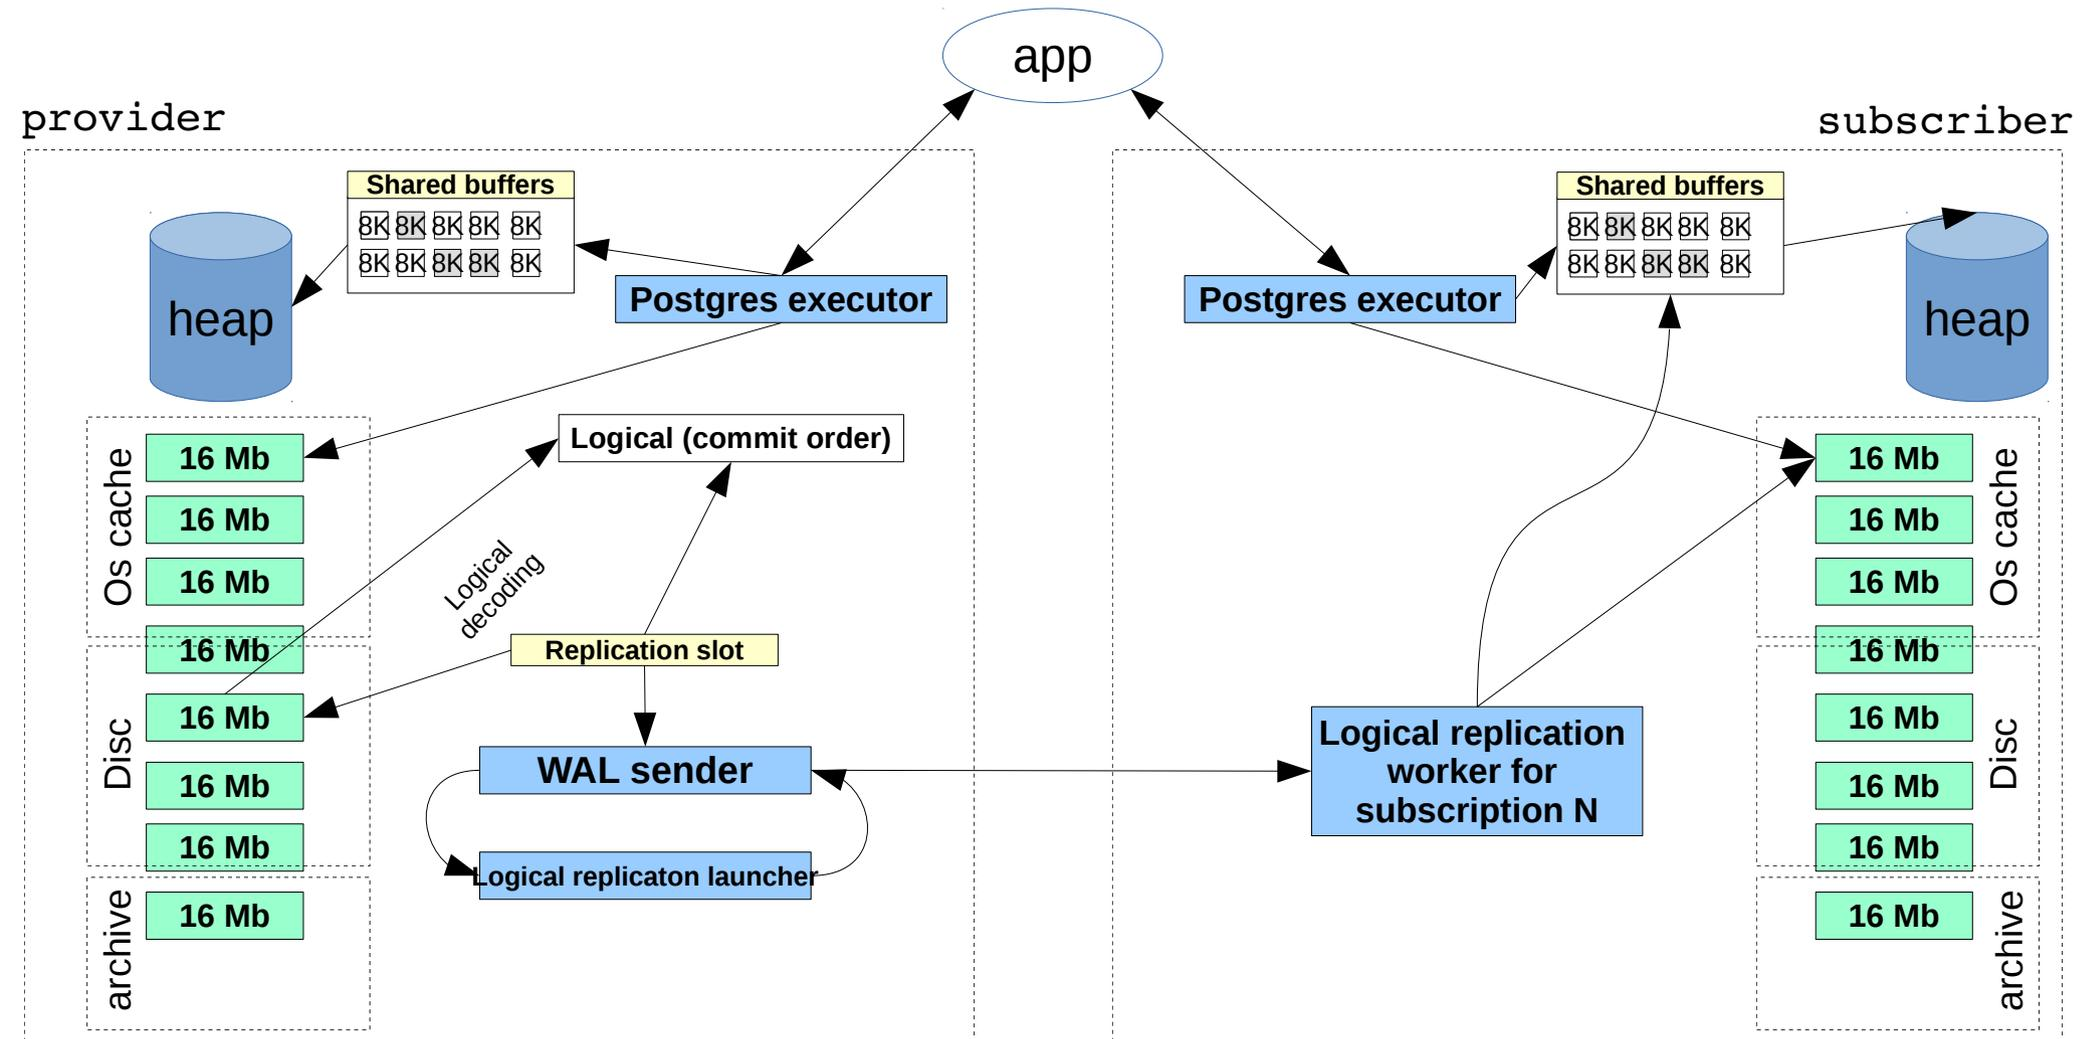 app
provider
subscriber
Shared buffers
8K 8K 8K 8K 8K
8K 8K 8K 8K 8K
heap
Postgres executor
Postgres executor
Shared buffers
8K 8K 8K 8K 8K
8K 8K 8K 8K 8K
heap
Os cache
16 Mb
16 Mb
16 Mb
16 Mb
Disc
16 Mb
16 Mb
16 Mb
archive
16 Mb
Logical (commit order)
Logical
decoding
Replication slot
WAL sender
Logical replicaton launcher
Logical replication
worker for
subscription N
16 Mb
16 Mb
16 Mb
Os cache
16 Mb
16 Mb
16 Mb
16 Mb
Disc
16 Mb
archive